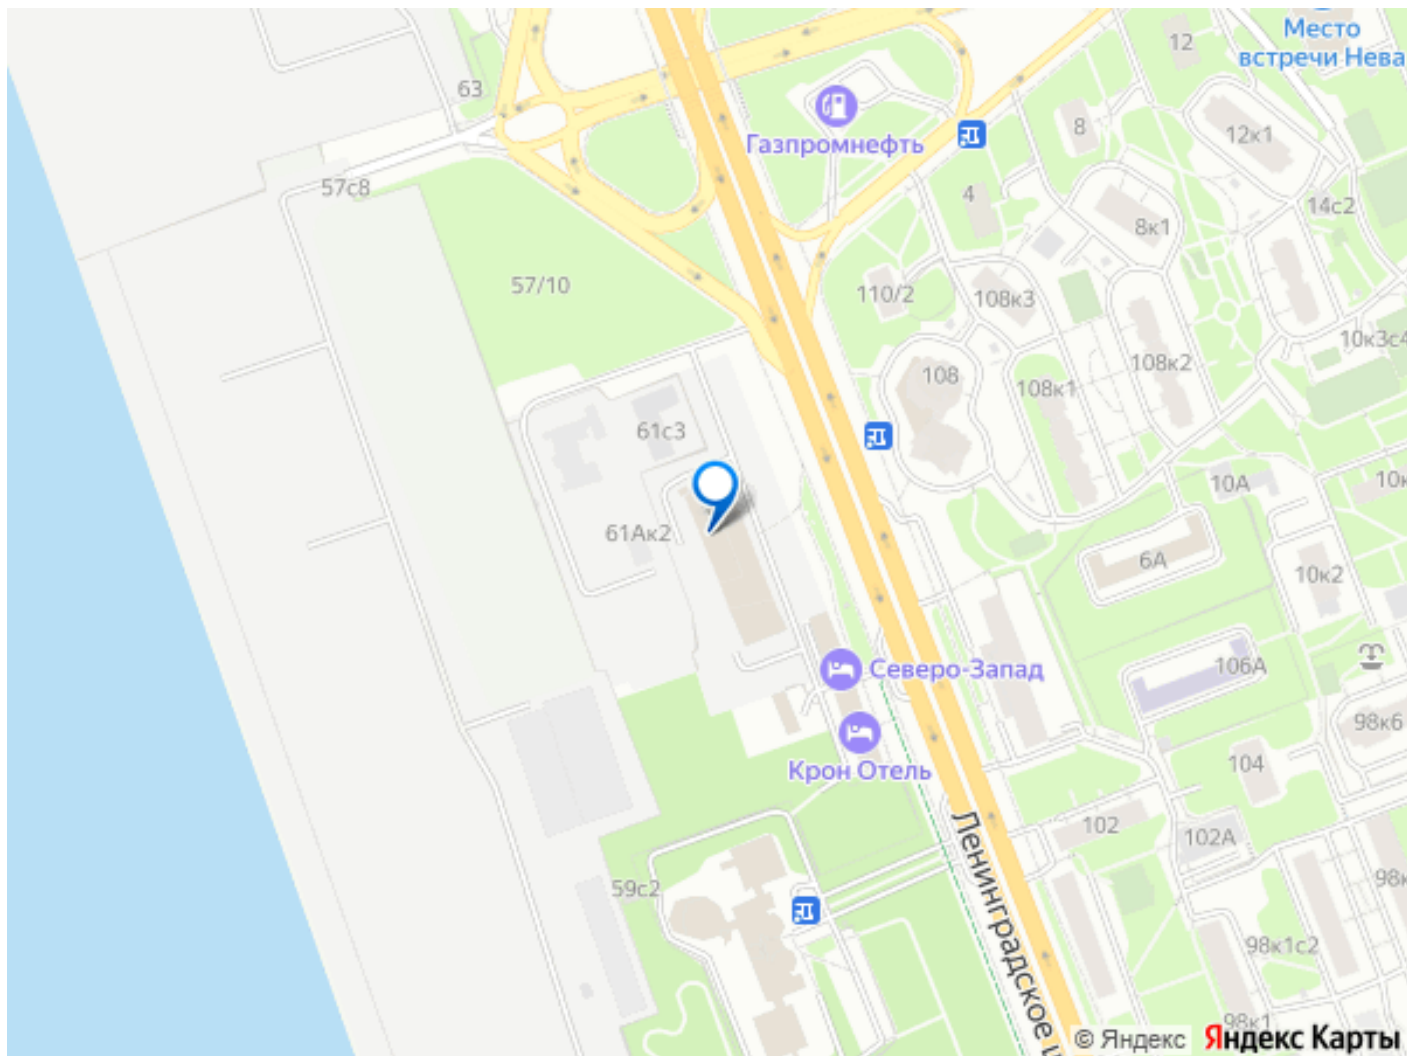 Место
встречи Нева
12
63
Газпромнефть
8
12к1
57с8
4
14с2
8к1
57/10
110/2
108к3
10к3с4
108
108к2
108к1
61с3
10А
10к
61Ак2
6А
10к2
Северо-Запад
106А
98к6
Крон Отель
104
102
102А
59с2
98к
Ленинградское ш
98к1с2
98к1
© Яндекс
Яндекс Карты